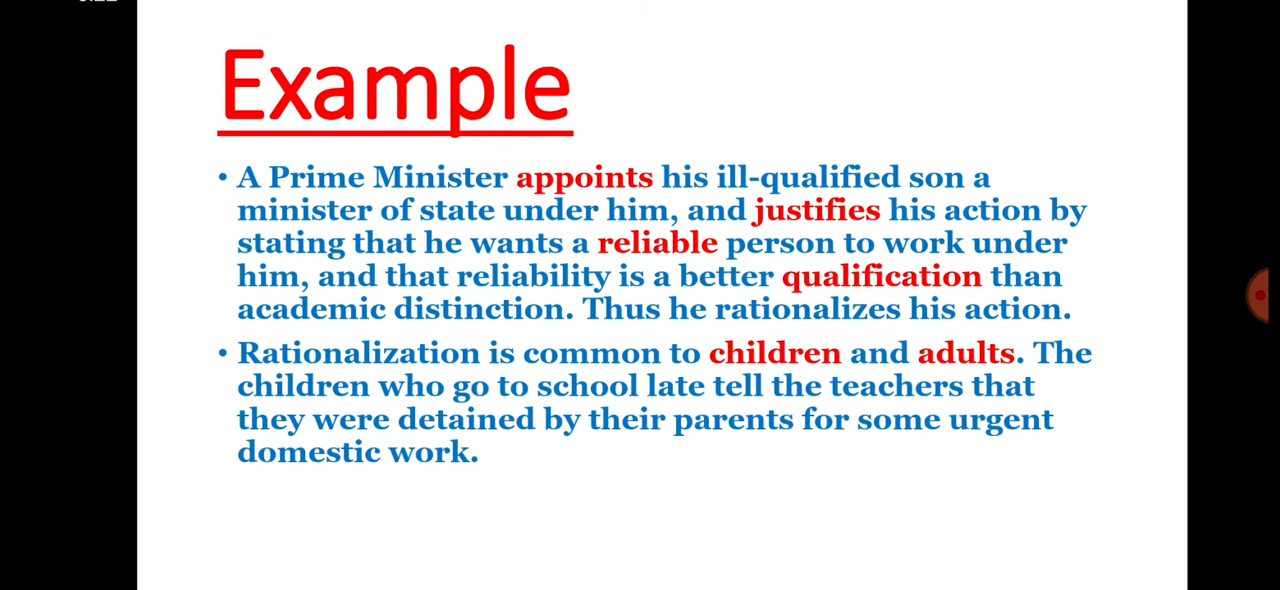 Example
• A Prime Minister appoints his ill-qualified son a
minister of state under him, and justifies his action by
stating that he wants a reliable person to work under
him, and that reliability is a better qualification than
academic distinction. Thus he rationalizes his action.
• Rationalization is common to children and adults. The
children who go to school late tell the teachers that
they were detained by their parents for some urgent
domestic work.